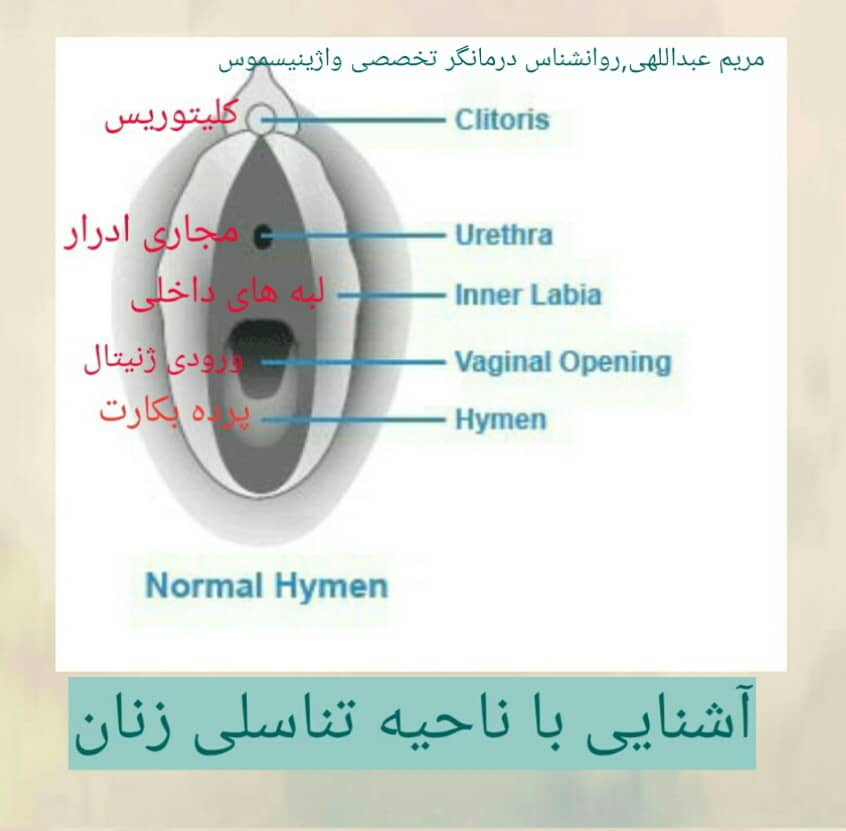 مریم عبداللهی,روانشناس درمانگر تخصصی واژینیسموس
کلیتوریس
Clitoris
مجاری ادرار
Urethra
لبه های داخلی
Inner Labia
ورودی ژنیتال
Vaginal Opening
پرده بکارت
Hymen
Normal Hymen
آشنایی با ناحیه تناسلی زنان